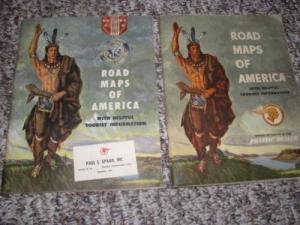 ROAD
MAPS
OF
AMERICA
WITH HELPFUL
TOURIST INFORMATION
PAUL S. SPAHR, INC.
ROAD
MAPS
OF
AMERICA
WITH HELPFUL
TOURIST INFORMATION